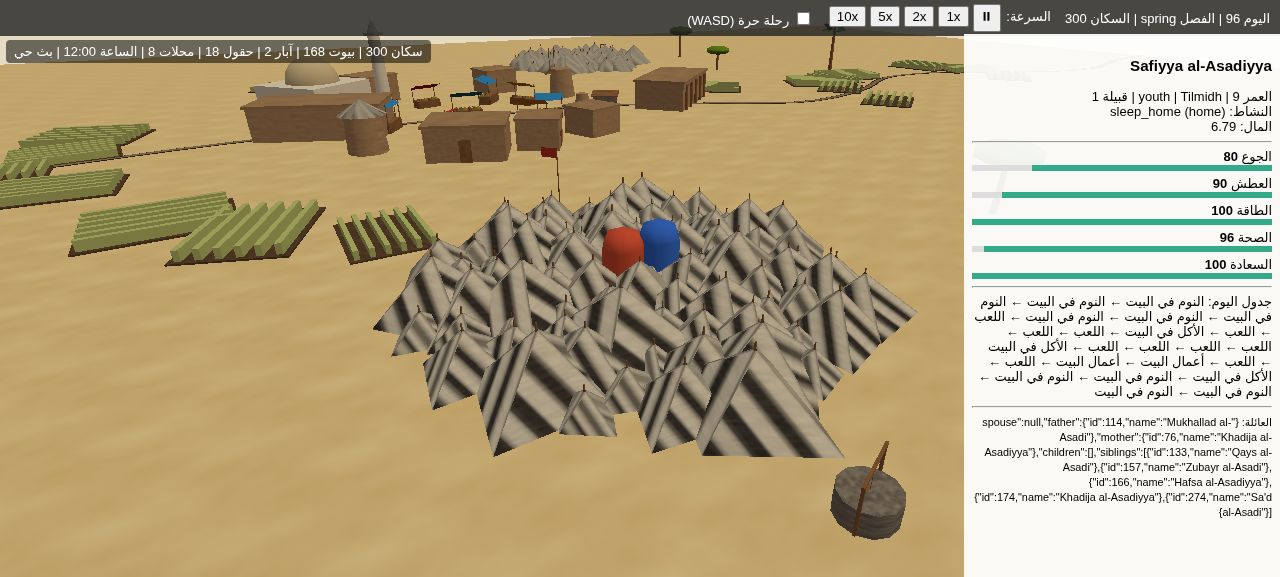 اليوم 96 | الفصل spring | السكان 300
السرعة: ⏸ 1x 2x 5x 10x رحلة حرة (WASD)
سكان 300 | بيوت 168 | آبار 2 | حقول 18 | محلات 8 | الساعة 12:00 | بث حي
Safiyya al-Asadiyya
العمر 9 | youth | Tilmidh | قبيلة 1
النشاط: sleep_home (home)
المال: 6.79
الجوع 80
العطش 90
الطاقة 100
الصحة 96
السعادة 100
جدول اليوم: النوم في البيت ← النوم في البيت ← النوم
في البيت ← النوم في البيت ← النوم في البيت ← اللعب
← اللعب ← الأكل في البيت ← اللعب ← اللعب ←
اللعب ← اللعب ← اللعب ← اللعب ← الأكل في البيت
← اللعب ← أعمال البيت ← أعمال البيت ← اللعب ←
الأكل في البيت ← النوم في البيت ← النوم في البيت ←
النوم في البيت ← النوم في البيت
العائلة: {"spouse":null,"father":{"id":114,"name":"Mukhallad al-
Asadi"},"mother":{"id":76,"name":"Khadija al-
Asadiyya"},"children":[],"siblings":[{"id":133,"name":"Qays al-
Asadi"},{"id":157,"name":"Zubayr al-Asadi"},
{"id":166,"name":"Hafsa al-Asadiyya"},
{"id":174,"name":"Khadija al-Asadiyya"},{"id":274,"name":"Sa'd
al-Asadi"}]}